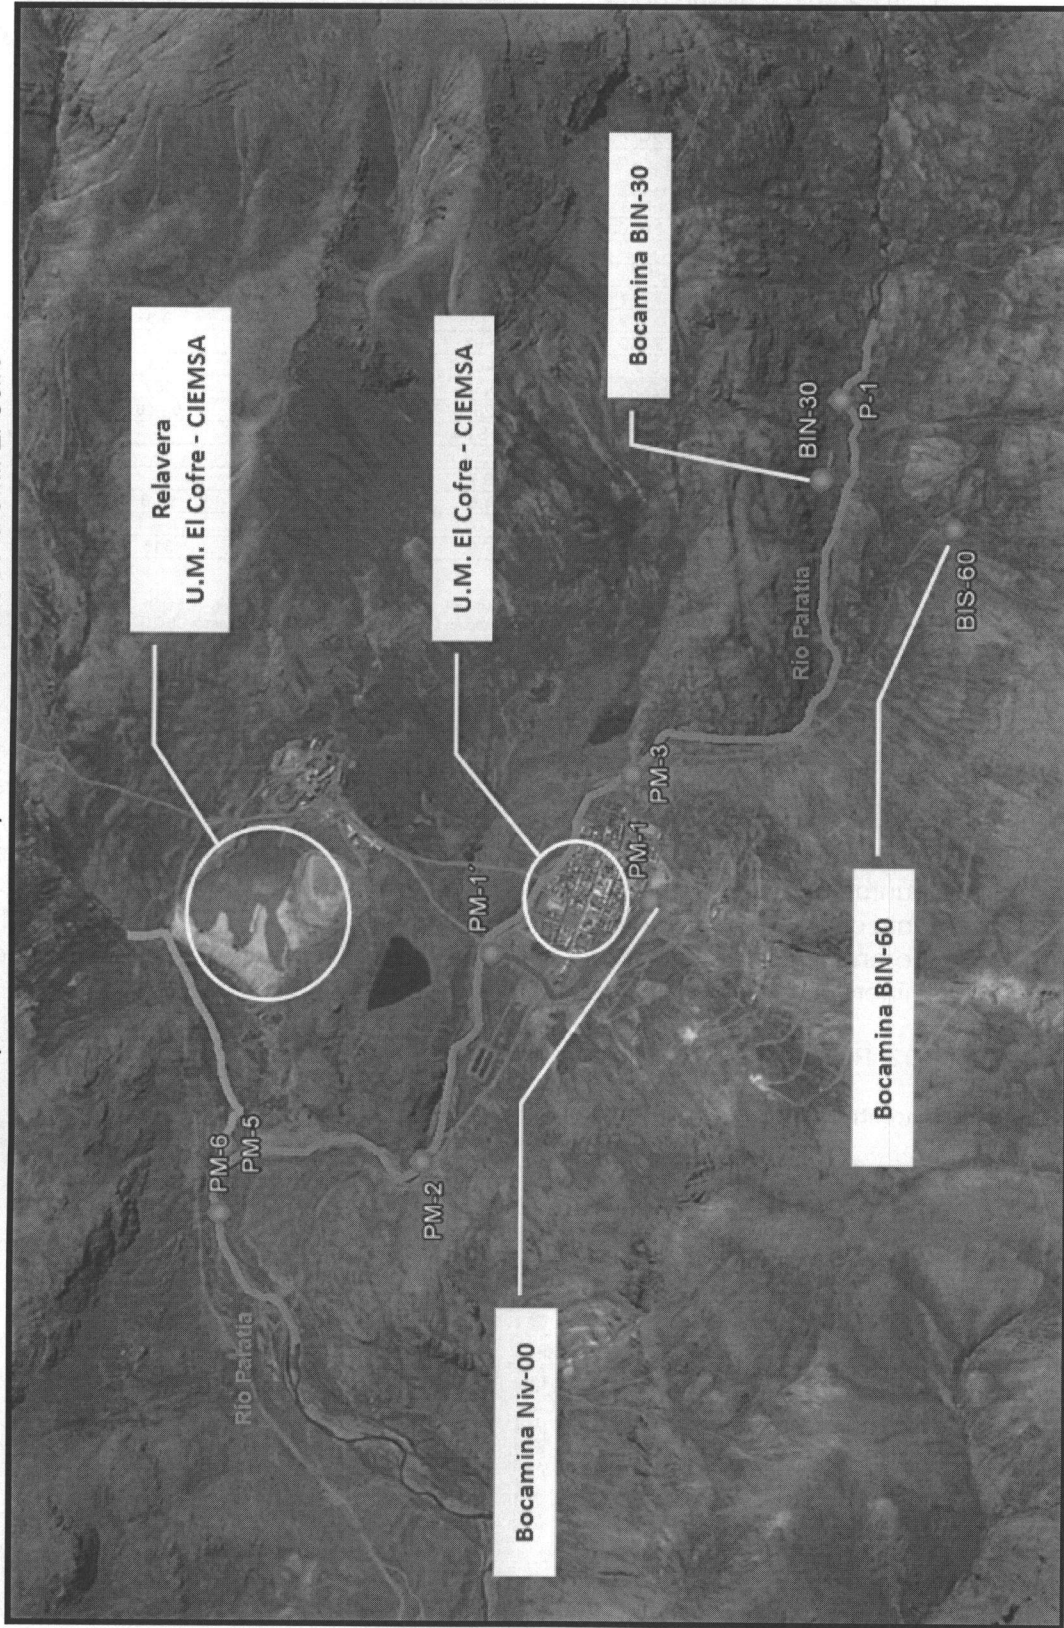 Relavera
U.M. El Cofre - CIEMSA
U.M. El Cofre - CIEMSA
Bocamina BIN-30
BIN-30
P-1
Rio Paratia
BIS-60
PM-3
PM-1
PM-1´
PM-6
PM-5
PM-2
Rio Paratia
Bocamina Niv-00
Bocamina BIN-60